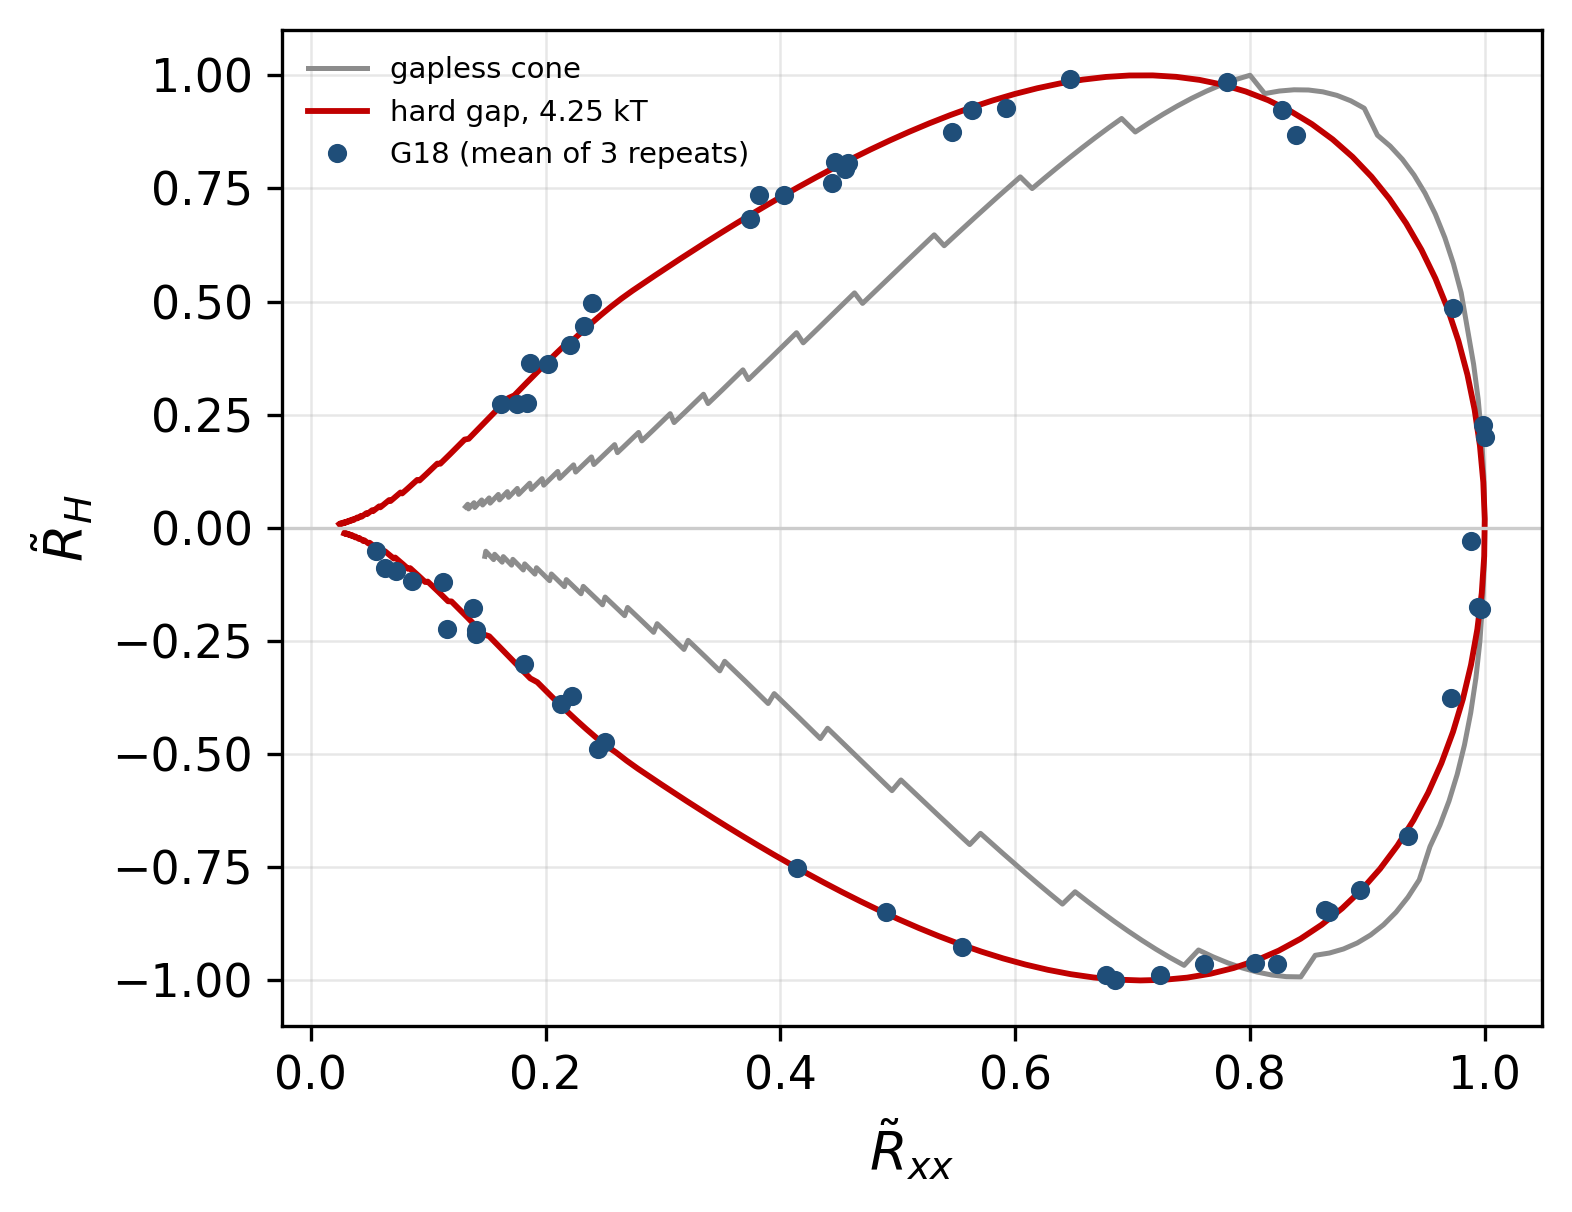 gapless cone
hard gap, 4.25 kT
G18 (mean of 3 repeats)
1.00
0.75
0.50
0.25
0.00
−0.25
−0.50
−0.75
−1.00
R̃_H
0.0 0.2 0.4 0.6 0.8 1.0
R̃_xx